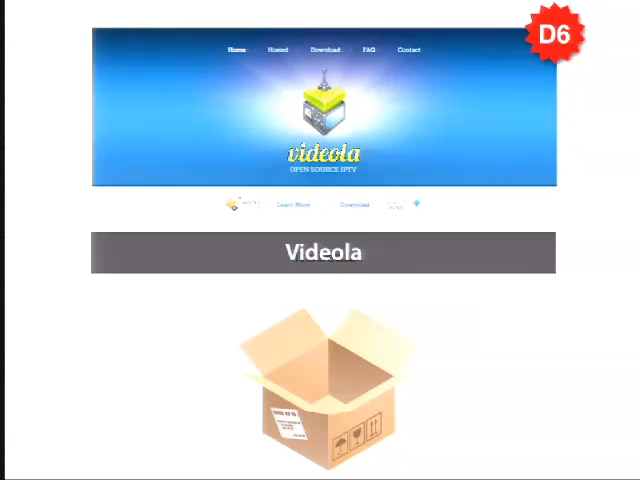 D6
Home Hosted Download FAQ Contact
videola
OPEN SOURCE IPTV
Learn More Download
Videola